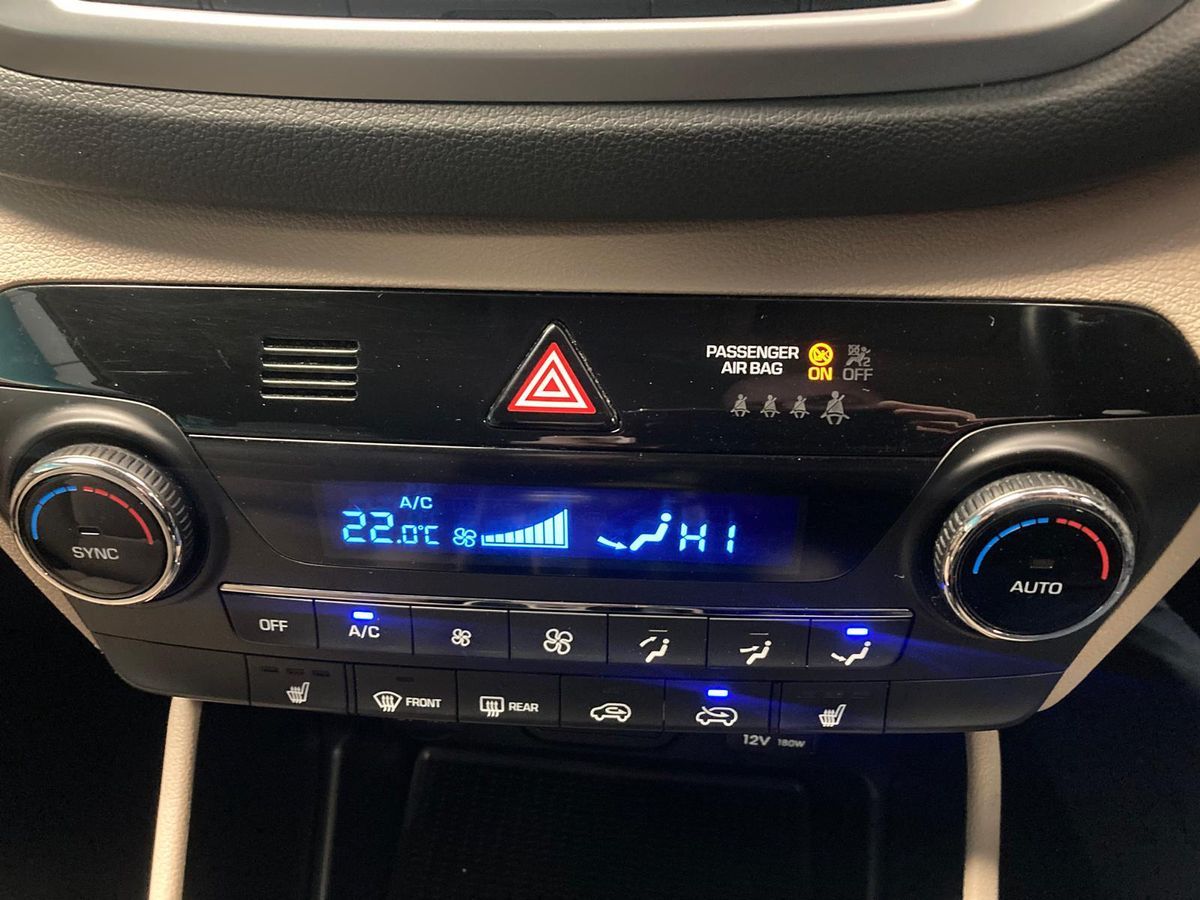 PASSENGER
AIR BAG
ON OFF
A/C
22.0°C HI
SYNC
AUTO
OFF A/C
FRONT REAR
12V 180W